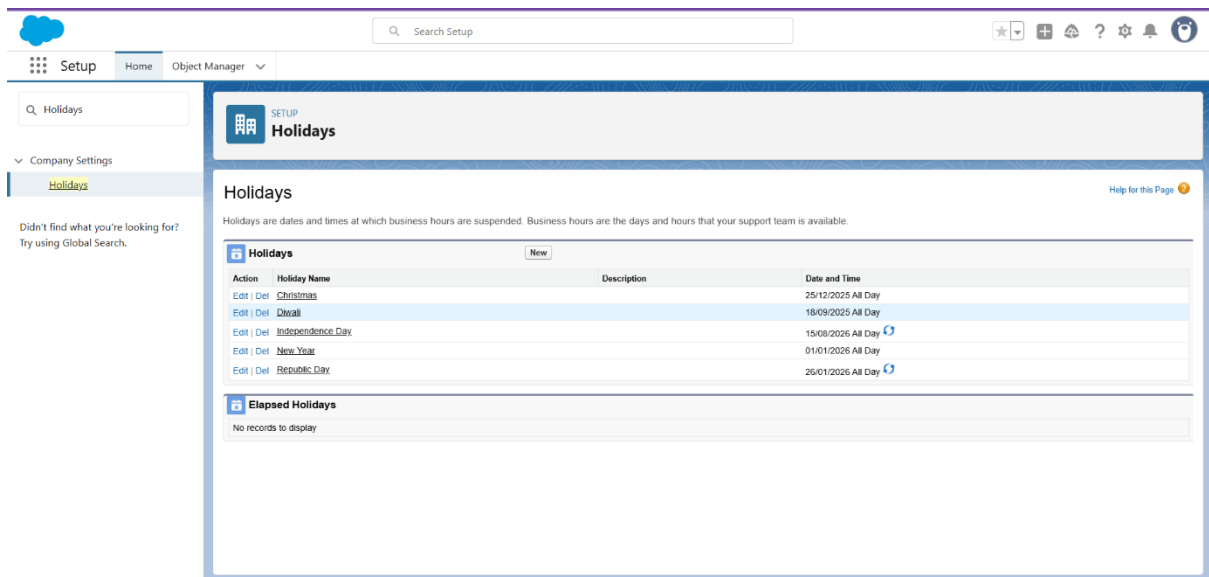 Search Setup
Setup Home Object Manager
Holidays
SETUP
Holidays
Company Settings
Holidays
Didn't find what you're looking for?
Try using Global Search.
Holidays
Help for this Page
Holidays are dates and times at which business hours are suspended. Business hours are the days and hours that your support team is available.
Holidays New
Action Holiday Name Description Date and Time
Edit | Del Christmas 25/12/2025 All Day
Edit | Del Diwali 18/09/2025 All Day
Edit | Del Independence Day 15/08/2026 All Day
Edit | Del New Year 01/01/2026 All Day
Edit | Del Republic Day 26/01/2026 All Day
Elapsed Holidays
No records to display